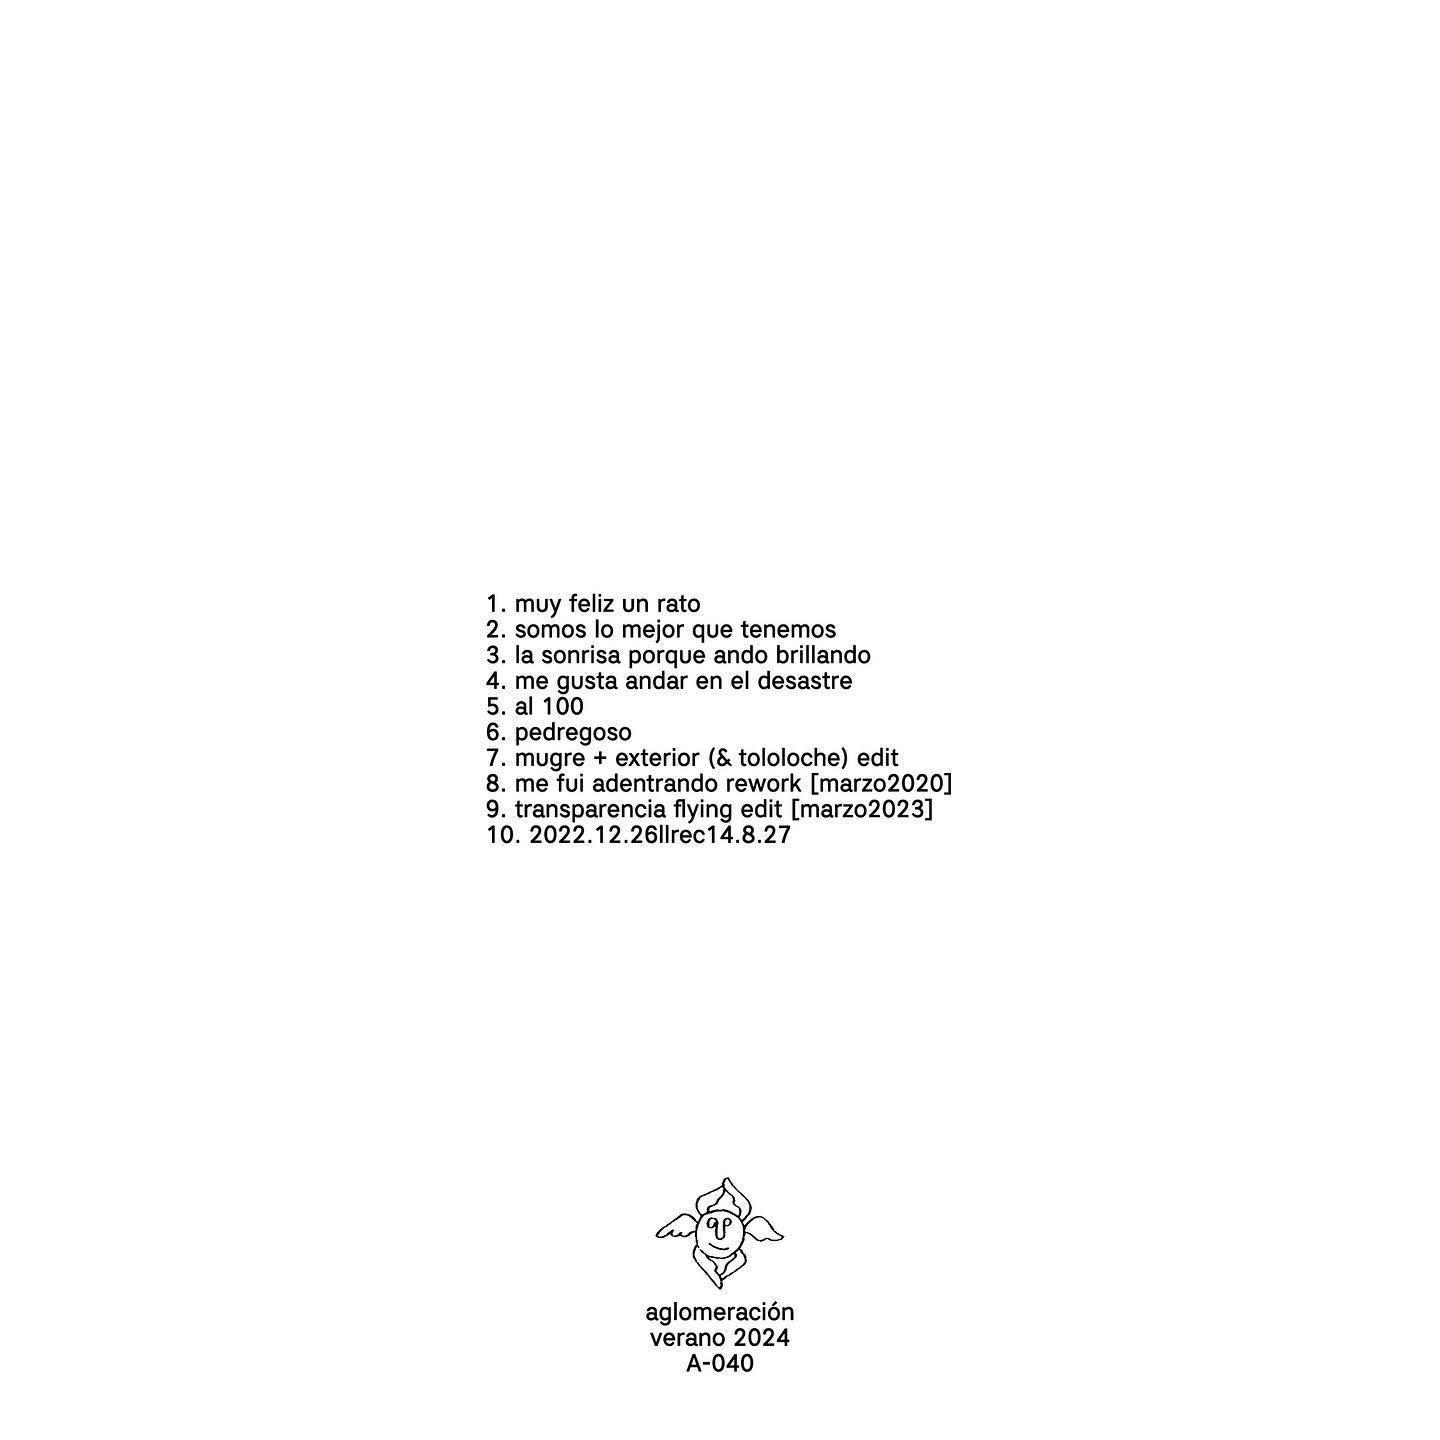 1. muy feliz un rato
2. somos lo mejor que tenemos
3. la sonrisa porque ando brillando
4. me gusta andar en el desastre
5. al 100
6. pedregoso
7. mugre + exterior (& tololoche) edit
8. me fui adentrando rework [marzo2020]
9. transparencia flying edit [marzo2023]
10. 2022.12.26llrec14.8.27
aglomeración
verano 2024
A-040